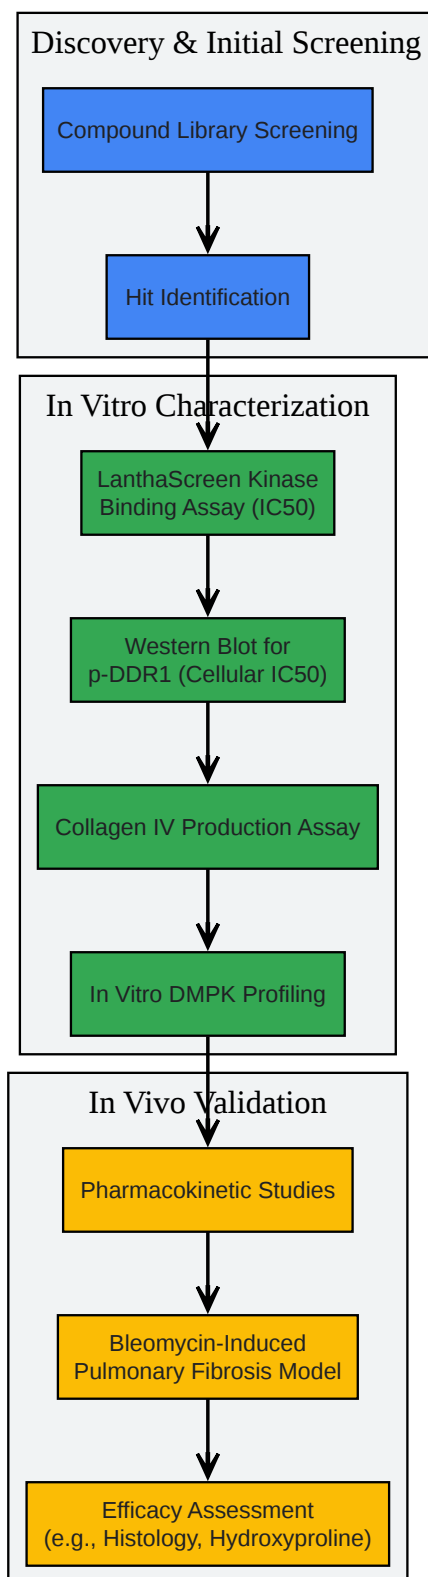 Discovery & Initial Screening
Compound Library Screening
Hit Identification
In Vitro Characterization
LanthaScreen Kinase
Binding Assay (IC50)
Western Blot for
p-DDR1 (Cellular IC50)
Collagen IV Production Assay
In Vitro DMPK Profiling
In Vivo Validation
Pharmacokinetic Studies
Bleomycin-Induced
Pulmonary Fibrosis Model
Efficacy Assessment
(e.g., Histology, Hydroxyproline)